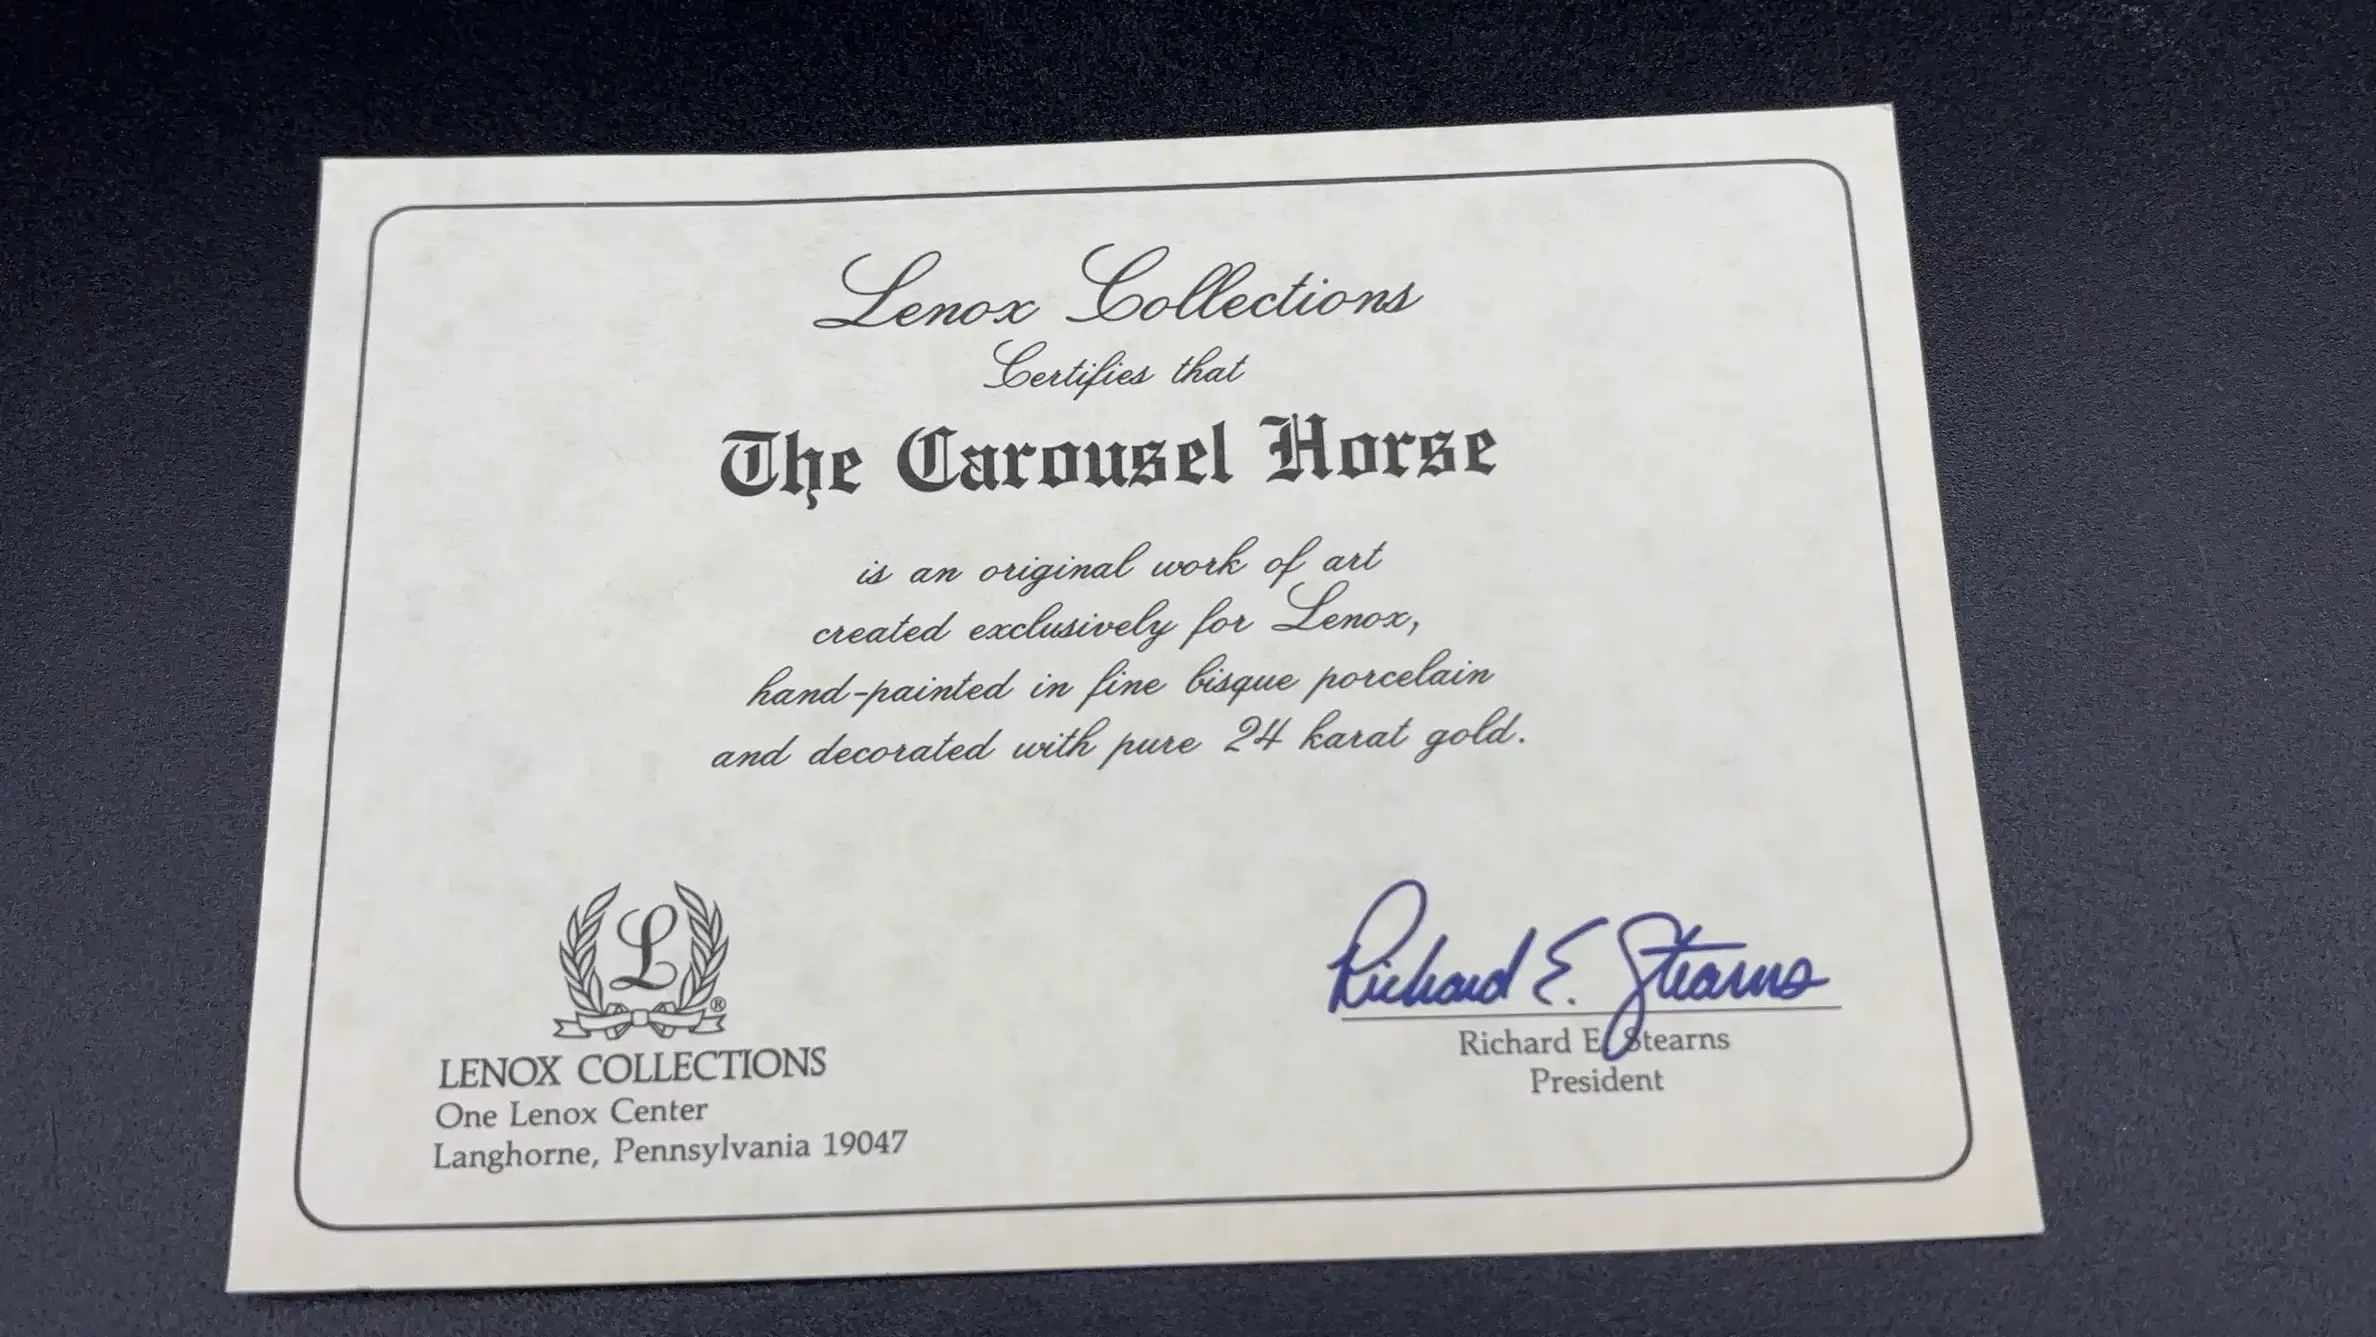 Lenox Collections
Certifies that
The Carousel Horse
is an original work of art
created exclusively for Lenox,
hand-painted in fine bisque porcelain
and decorated with pure 24 karat gold.
L ®
LENOX COLLECTIONS
One Lenox Center
Langhorne, Pennsylvania 19047
Richard E. Stearns
Richard E. Stearns
President